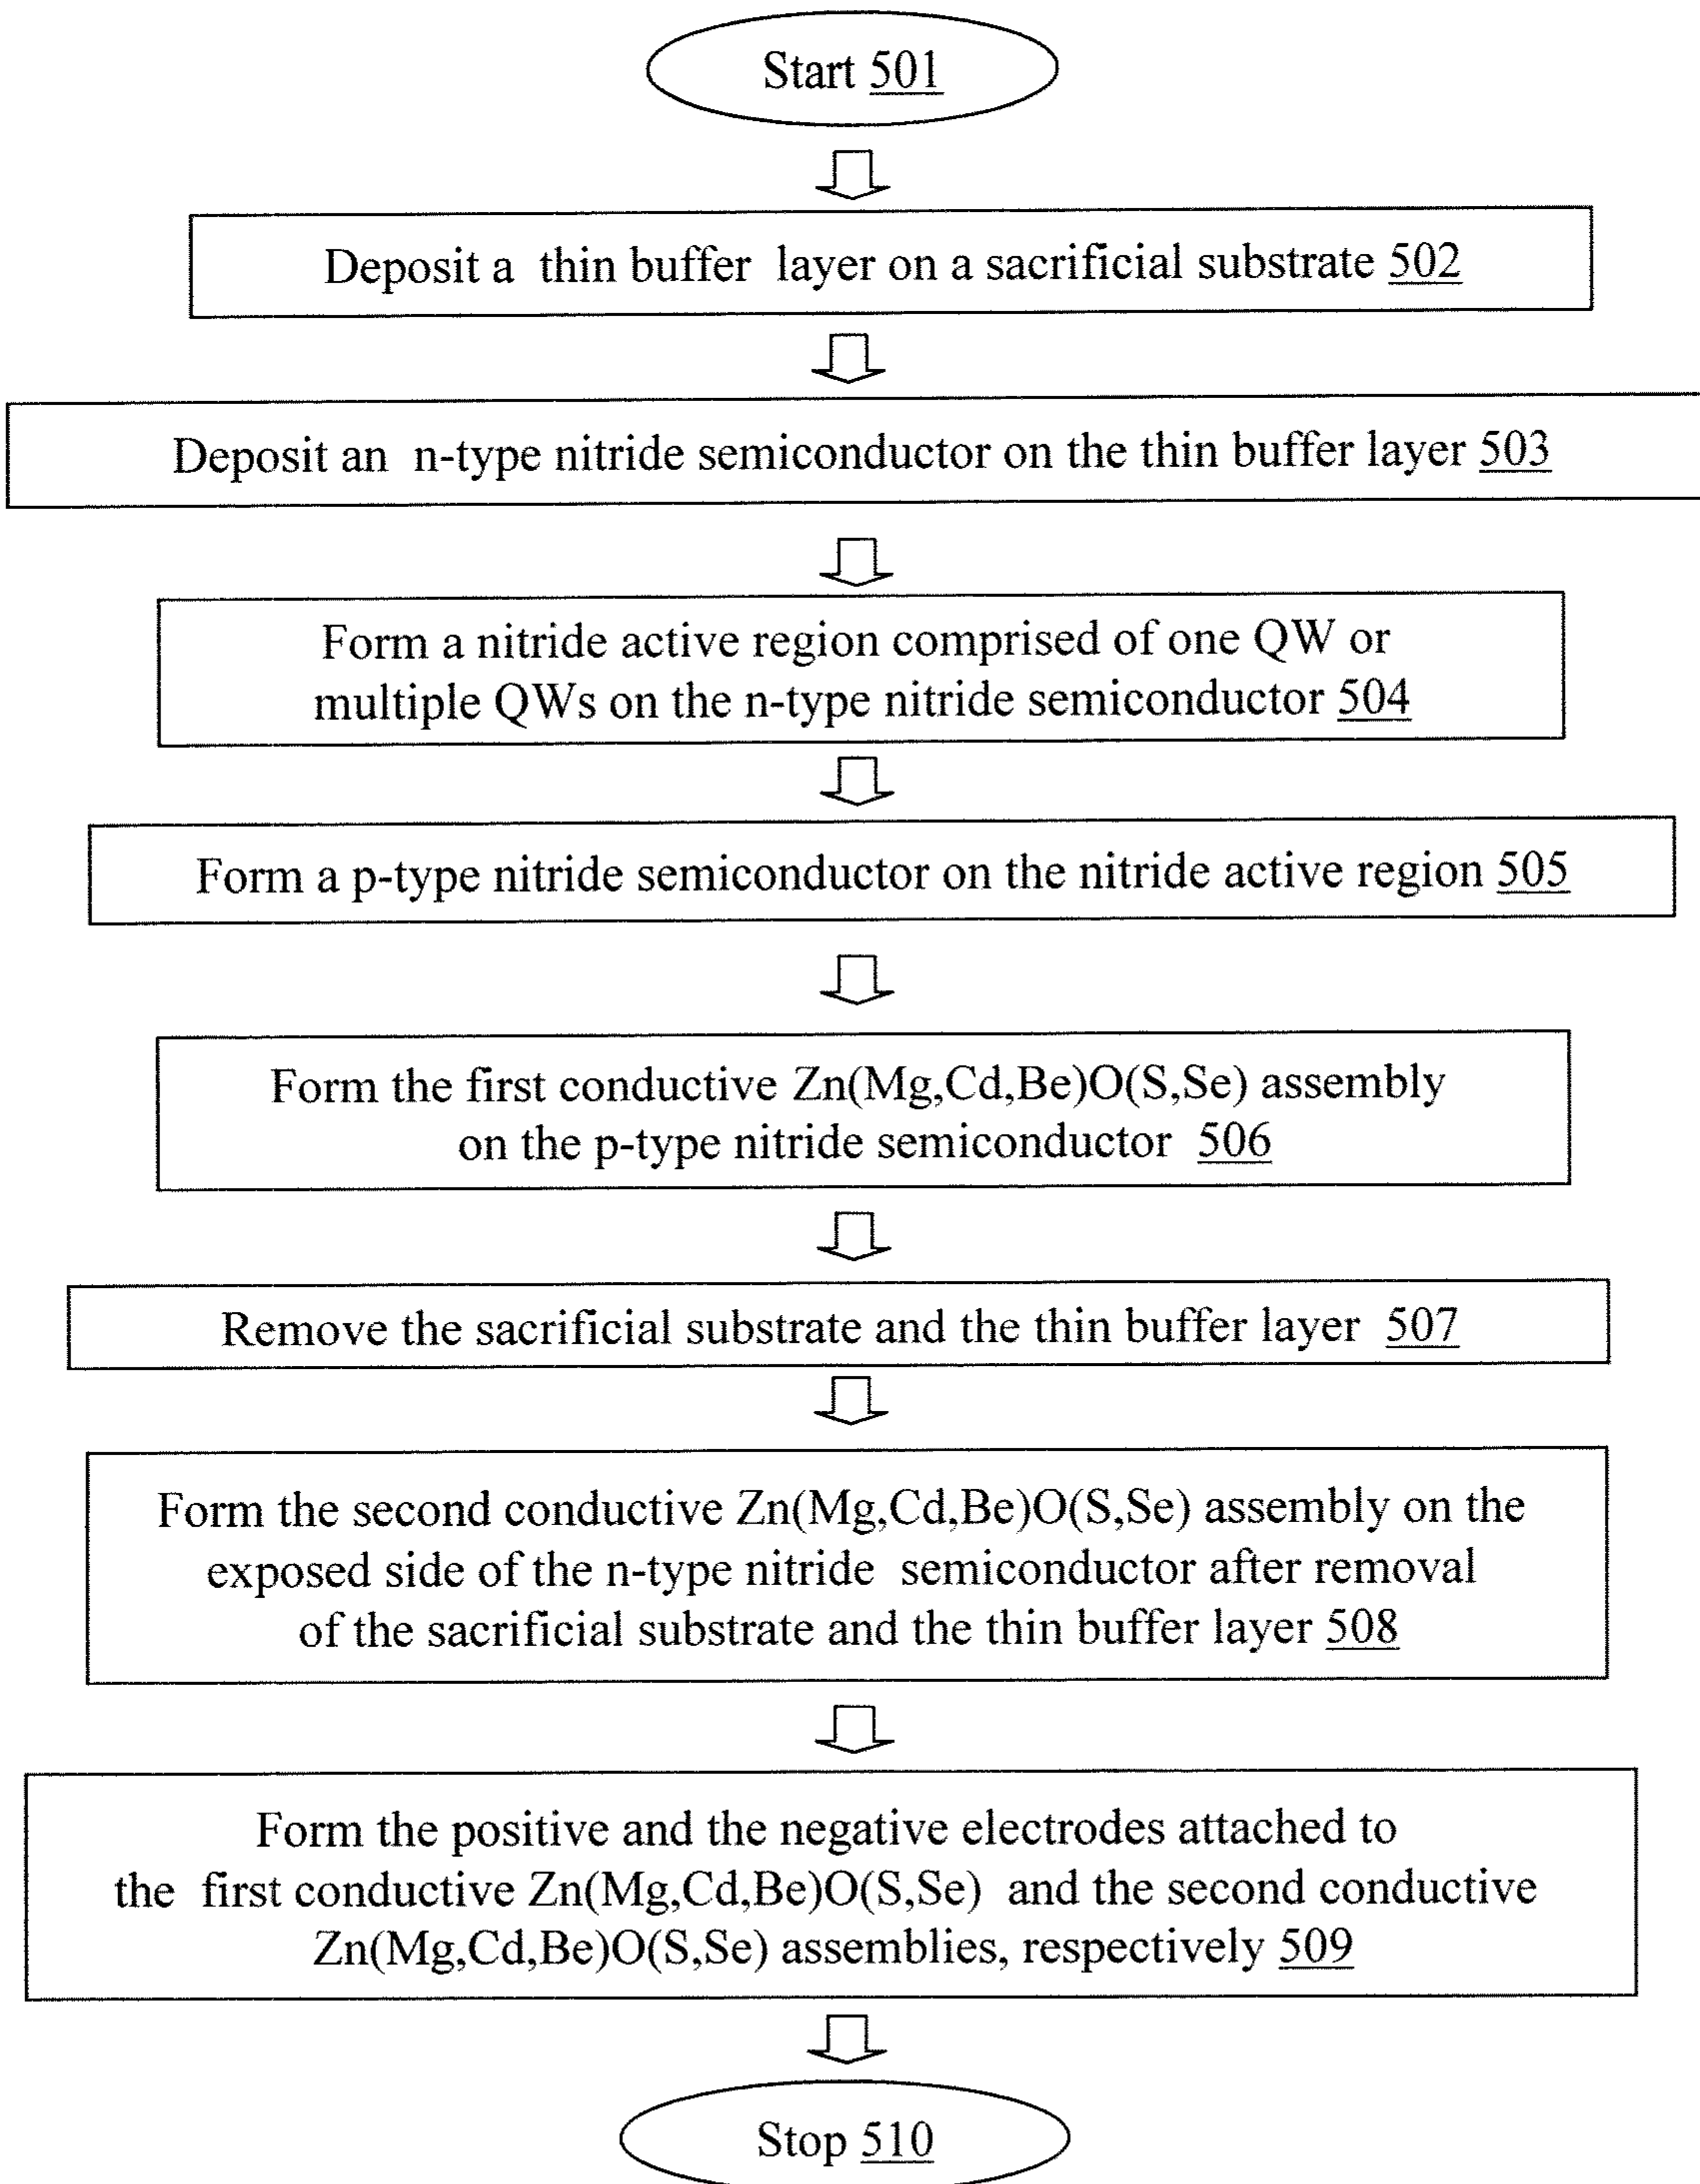 Start 501
Deposit a thin buffer layer on a sacrificial substrate 502
Deposit an n-type nitride semiconductor on the thin buffer layer 503
Form a nitride active region comprised of one QW or
multiple QWs on the n-type nitride semiconductor 504
Form a p-type nitride semiconductor on the nitride active region 505
Form the first conductive Zn(Mg,Cd,Be)O(S,Se) assembly
on the p-type nitride semiconductor 506
Remove the sacrificial substrate and the thin buffer layer 507
Form the second conductive Zn(Mg,Cd,Be)O(S,Se) assembly on the
exposed side of the n-type nitride semiconductor after removal
of the sacrificial substrate and the thin buffer layer 508
Form the positive and the negative electrodes attached to
the first conductive Zn(Mg,Cd,Be)O(S,Se) and the second conductive
Zn(Mg,Cd,Be)O(S,Se) assemblies, respectively 509
Stop 510